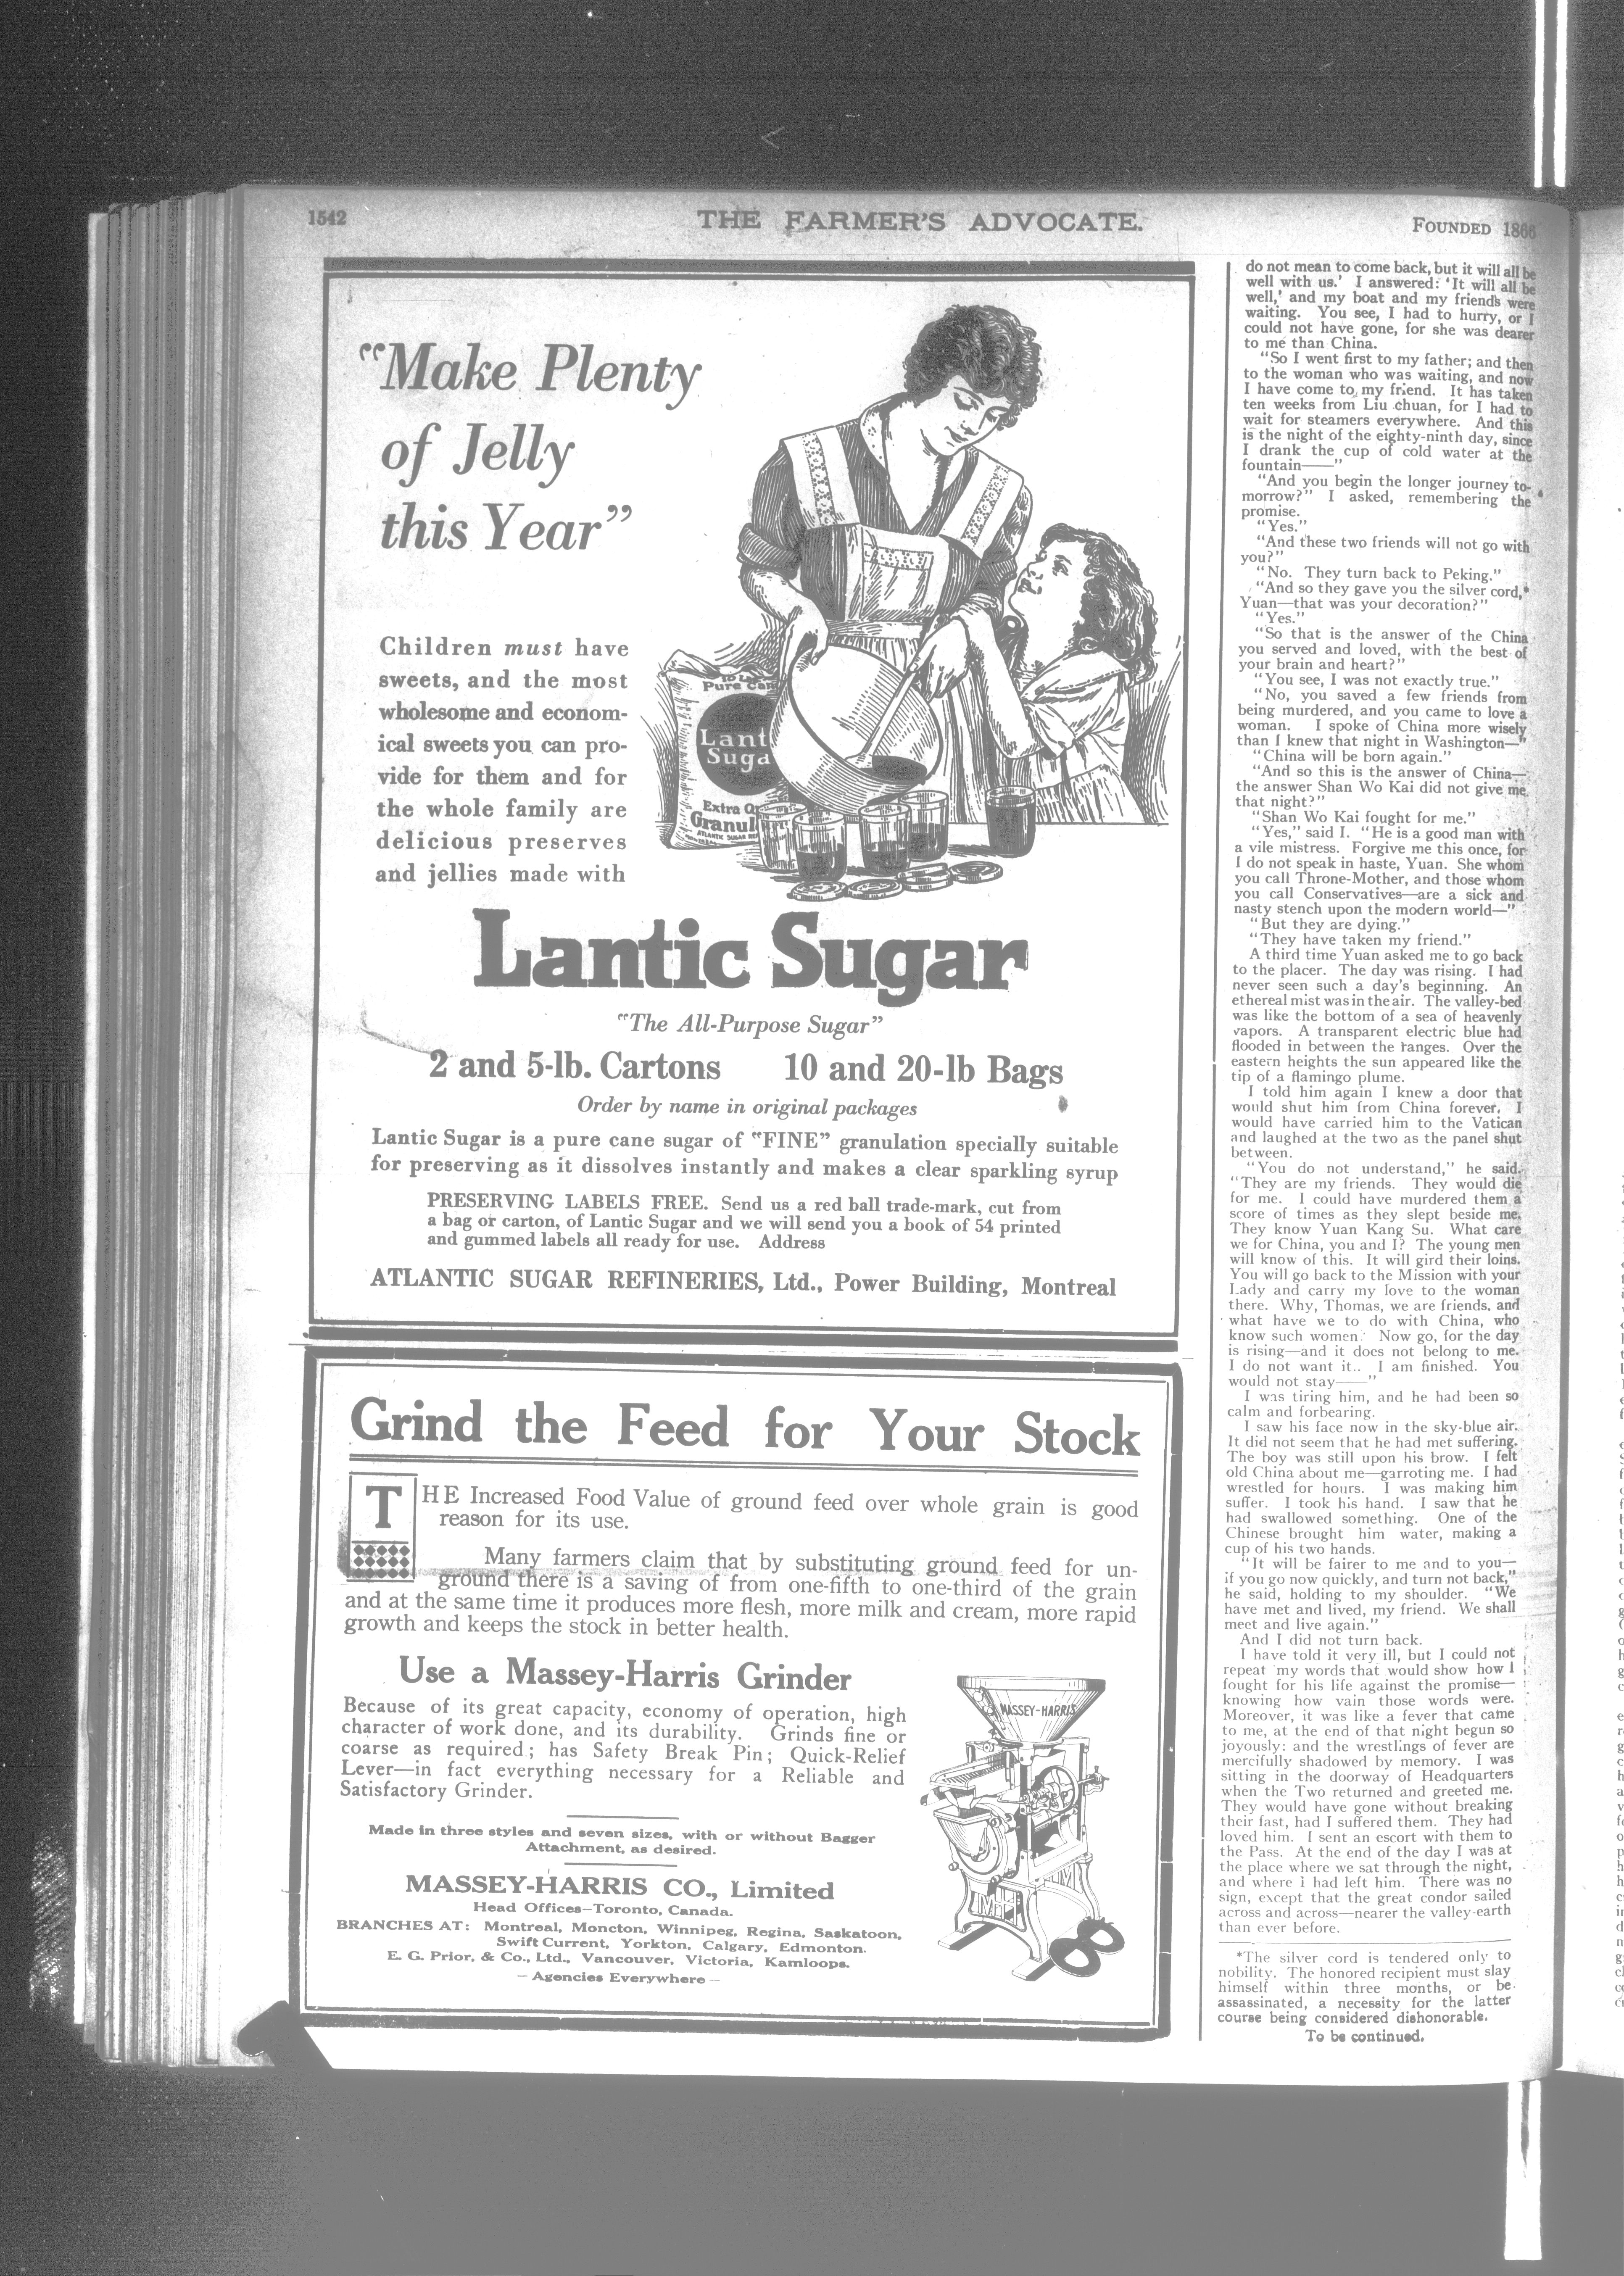 1542
THE FARMER'S ADVOCATE.
FOUNDED 1866
"Make Plenty
of Jelly
this Year"
Children must have
sweets, and the most
wholesome and econom-
ical sweets you can pro-
vide for them and for
the whole family are
delicious preserves
and jellies made with
Pure Can
Lant
Suga
Extra
Granul
Lantic Sugar
"The All-Purpose Sugar"
2 and 5-lb. Cartons 10 and 20-lb Bags
Order by name in original packages
Lantic Sugar is a pure cane sugar of "FINE" granulation specially suitable
for preserving as it dissolves instantly and makes a clear sparkling syrup
PRESERVING LABELS FREE. Send us a red ball trade-mark, cut from
a bag or carton, of Lantic Sugar and we will send you a book of 54 printed
and gummed labels all ready for use. Address
ATLANTIC SUGAR REFINERIES, Ltd., Power Building, Montreal
Grind the Feed for Your Stock
THE Increased Food Value of ground feed over whole grain is good
reason for its use.
Many farmers claim that by substituting ground feed for un-
ground there is a saving of from one-fifth to one-third of the grain
and at the same time it produces more flesh, more milk and cream, more rapid
growth and keeps the stock in better health.
Use a Massey-Harris Grinder
Because of its great capacity, economy of operation, high
character of work done, and its durability. Grinds fine or
coarse as required; has Safety Break Pin; Quick-Relief
Lever—in fact everything necessary for a Reliable and
Satisfactory Grinder.
Made in three styles and seven sizes, with or without Bagger
Attachment, as desired.
MASSEY-HARRIS CO., Limited
Head Offices—Toronto, Canada.
BRANCHES AT: Montreal, Moncton, Winnipeg, Regina, Saskatoon,
Swift Current, Yorkton, Calgary, Edmonton.
E. G. Prior, & Co., Ltd., Vancouver, Victoria, Kamloops.
— Agencies Everywhere —
MASSEY-HARRIS
do not mean to come back, but it will all be
well with us.' I answered: 'It will all be
well,' and my boat and my friends were
waiting. You see, I had to hurry, or I
could not have gone, for she was dearer
to me than China.
"So I went first to my father; and then
to the woman who was waiting, and now
I have come to my friend. It has taken
ten weeks from Liu chuan, for I had to
wait for steamers everywhere. And this
is the night of the eighty-ninth day, since
I drank the cup of cold water at the
fountain——"
"And you begin the longer journey to-
morrow?" I asked, remembering the
promise.
"Yes."
"And these two friends will not go with
you?"
"No. They turn back to Peking."
"And so they gave you the silver cord,*
Yuan—that was your decoration?"
"Yes."
"So that is the answer of the China
you served and loved, with the best of
your brain and heart?"
"You see, I was not exactly true."
"No, you saved a few friends from
being murdered, and you came to love a
woman. I spoke of China more wisely
than I knew that night in Washington—"
"China will be born again."
"And so this is the answer of China—
the answer Shan Wo Kai did not give me
that night?"
"Shan Wo Kai fought for me."
"Yes," said I. "He is a good man with
a vile mistress. Forgive me this once, for
I do not speak in haste, Yuan. She whom
you call Throne-Mother, and those whom
you call Conservatives—are a sick and
nasty stench upon the modern world—"
"But they are dying."
"They have taken my friend."
A third time Yuan asked me to go back
to the placer. The day was rising. I had
never seen such a day's beginning. An
ethereal mist was in the air. The valley-bed
was like the bottom of a sea of heavenly
vapors. A transparent electric blue had
flooded in between the ranges. Over the
eastern heights the sun appeared like the
tip of a flamingo plume.
I told him again I knew a door that
would shut him from China forever. I
would have carried him to the Vatican
and laughed at the two as the panel shut
between.
"You do not understand," he said.
"They are my friends. They would die
for me. I could have murdered them a
score of times as they slept beside me.
They know Yuan Kang Su. What care
we for China, you and I? The young men
will know of this. It will gird their loins.
You will go back to the Mission with your
Lady and carry my love to the woman
there. Why, Thomas, we are friends, and
what have we to do with China, who
know such women. Now go, for the day
is rising—and it does not belong to me.
I do not want it.. I am finished. You
would not stay——"
I was tiring him, and he had been so
calm and forbearing.
I saw his face now in the sky-blue air.
It did not seem that he had met suffering.
The boy was still upon his brow. I felt
old China about me—garroting me. I had
wrestled for hours. I was making him
suffer. I took his hand. I saw that he
had swallowed something. One of the
Chinese brought him water, making a
cup of his two hands.
"It will be fairer to me and to you—
if you go now quickly, and turn not back,"
he said, holding to my shoulder. "We
have met and lived, my friend. We shall
meet and live again."
And I did not turn back.
I have told it very ill, but I could not
repeat my words that would show how I
fought for his life against the promise—
knowing how vain those words were.
Moreover, it was like a fever that came
to me, at the end of that night begun so
joyously: and the wrestlings of fever are
mercifully shadowed by memory. I was
sitting in the doorway of Headquarters
when the Two returned and greeted me.
They would have gone without breaking
their fast, had I suffered them. They had
loved him. I sent an escort with them to
the Pass. At the end of the day I was at
the place where we sat through the night,
and where i had left him. There was no
sign, except that the great condor sailed
across and across—nearer the valley-earth
than ever before.
*The silver cord is tendered only to
nobility. The honored recipient must slay
himself within three months, or be
assassinated, a necessity for the latter
course being considered dishonorable.
To be continued.